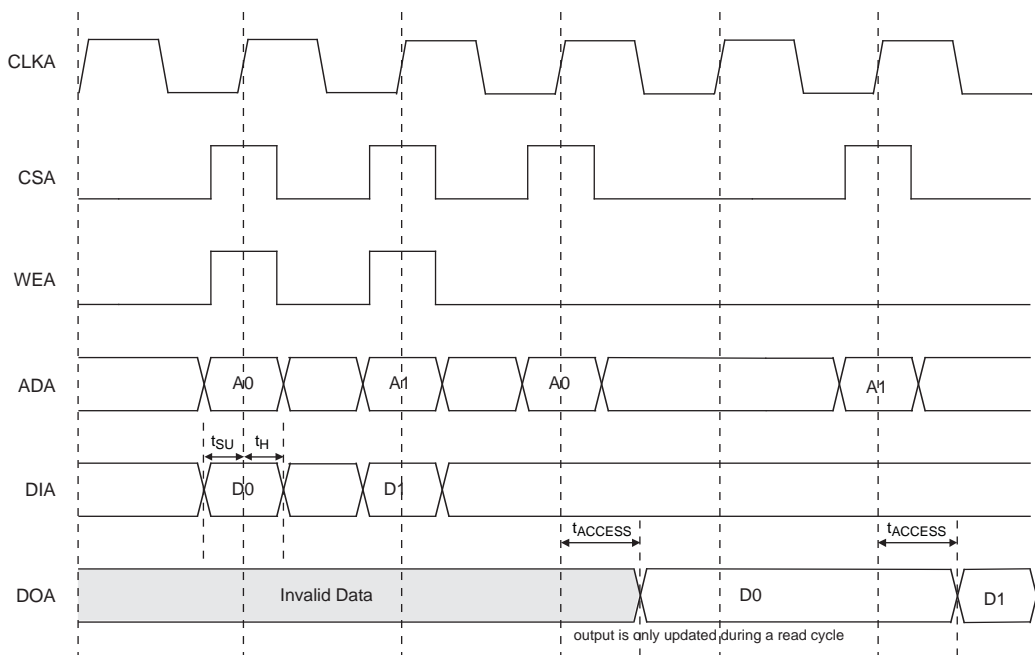 CLKA
CSA
WEA
ADA
A0
A1
A0
A1
tSU
tH
DIA
D0
D1
tACCESS
tACCESS
DOA
Invalid Data
D0
D1
output is only updated during a read cycle